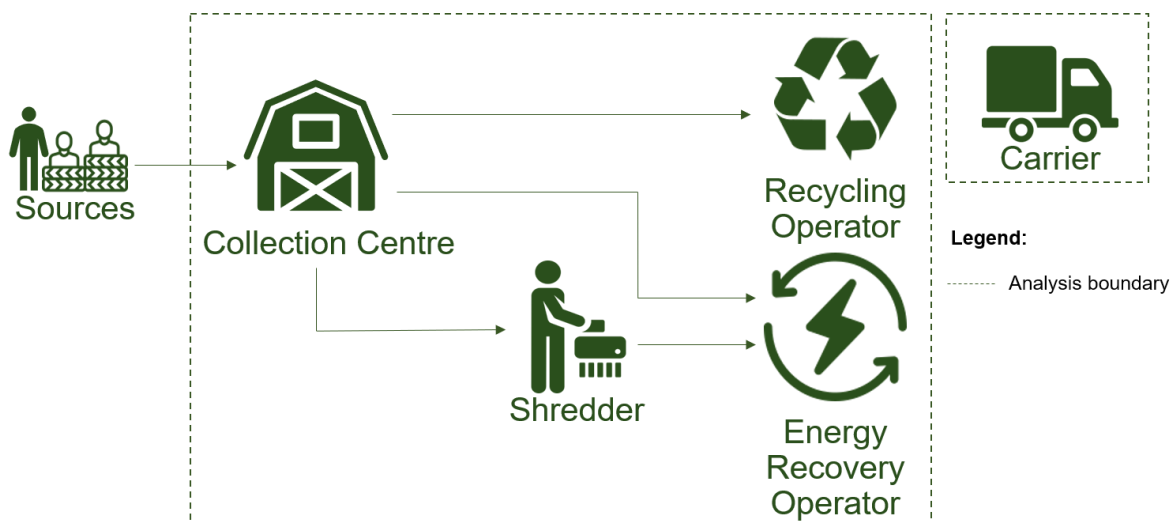 Sources
Collection Centre
Shredder
Recycling
Operator
Energy
Recovery
Operator
Carrier
Legend:
Analysis boundary